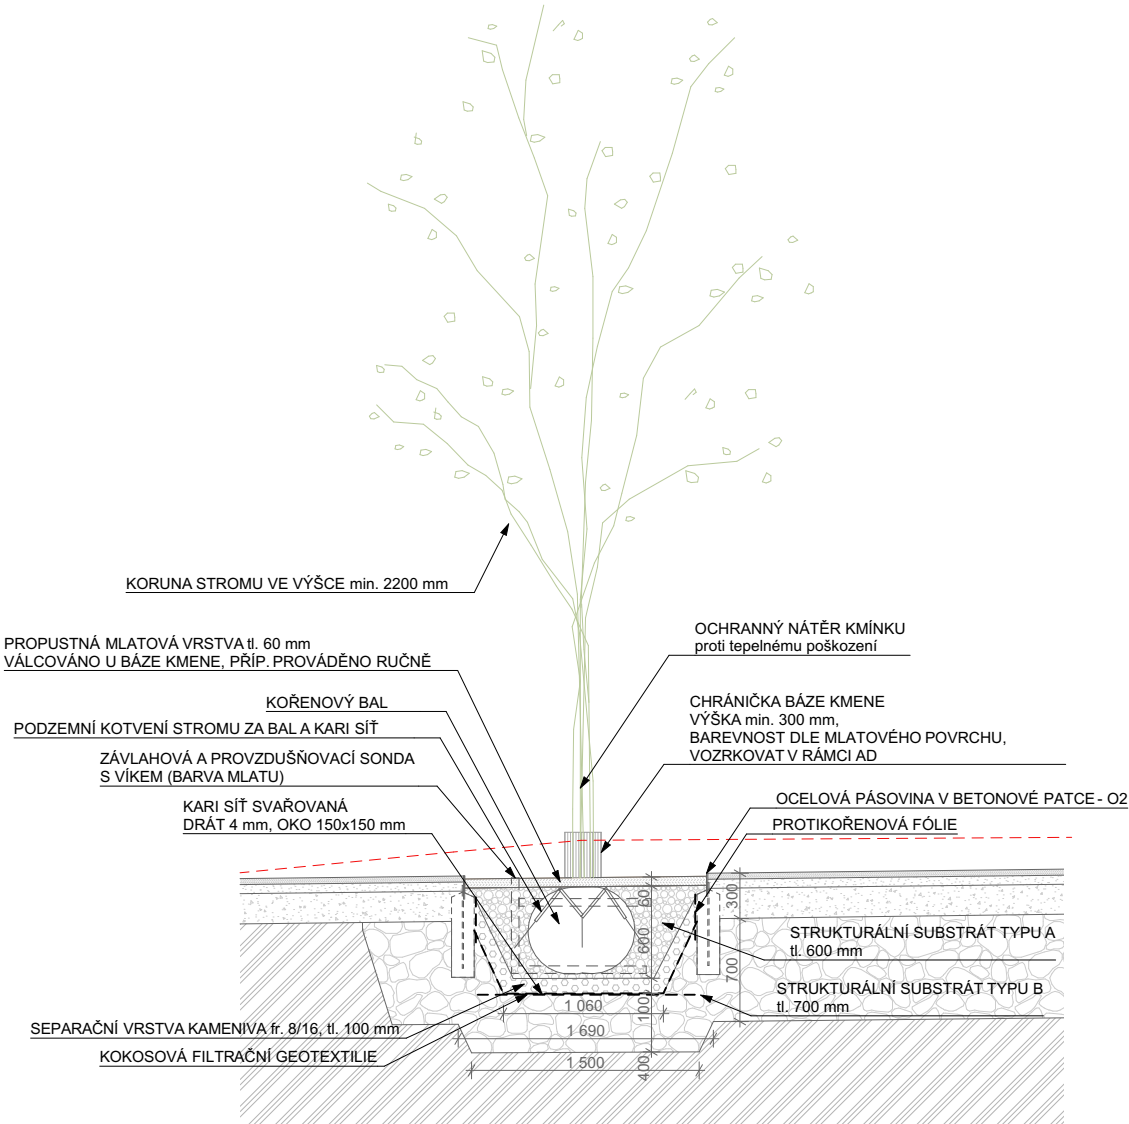 KORUNA STROMU VE VÝŠCE min. 2200 mm
PROPUSTNÁ MLATOVÁ VRSTVA tl. 60 mm
VÁLCOVÁNO U BÁZE KMENE, PŘÍP. PROVÁDĚNO RUČNĚ
KOŘENOVÝ BAL
PODZEMNÍ KOTVENÍ STROMU ZA BAL A KARI SÍŤ
ZÁVLAHOVÁ A PROVZDUŠŇOVACÍ SONDA
S VÍKEM (BARVA MLATU)
KARI SÍŤ SVAŘOVANÁ
DRÁT 4 mm, OKO 150x150 mm
OCHRANNÝ NÁTĚR KMÍNKU
proti tepelnému poškození
CHRÁNIČKA BÁZE KMENE
VÝŠKA min. 300 mm,
BAREVNOST DLE MLATOVÉHO POVRCHU,
VOZRKOVAT V RÁMCI AD
OCELOVÁ PÁSOVINA V BETONOVÉ PATCE - O2
PROTIKOŘENOVÁ FÓLIE
60
300
600
STRUKTURÁLNÍ SUBSTRÁT TYPU A
tl. 600 mm
700
STRUKTURÁLNÍ SUBSTRÁT TYPU B
tl. 700 mm
100
1 060
SEPARAČNÍ VRSTVA KAMENIVA fr. 8/16, tl. 100 mm
1 690
KOKOSOVÁ FILTRAČNÍ GEOTEXTILIE
1 500
400